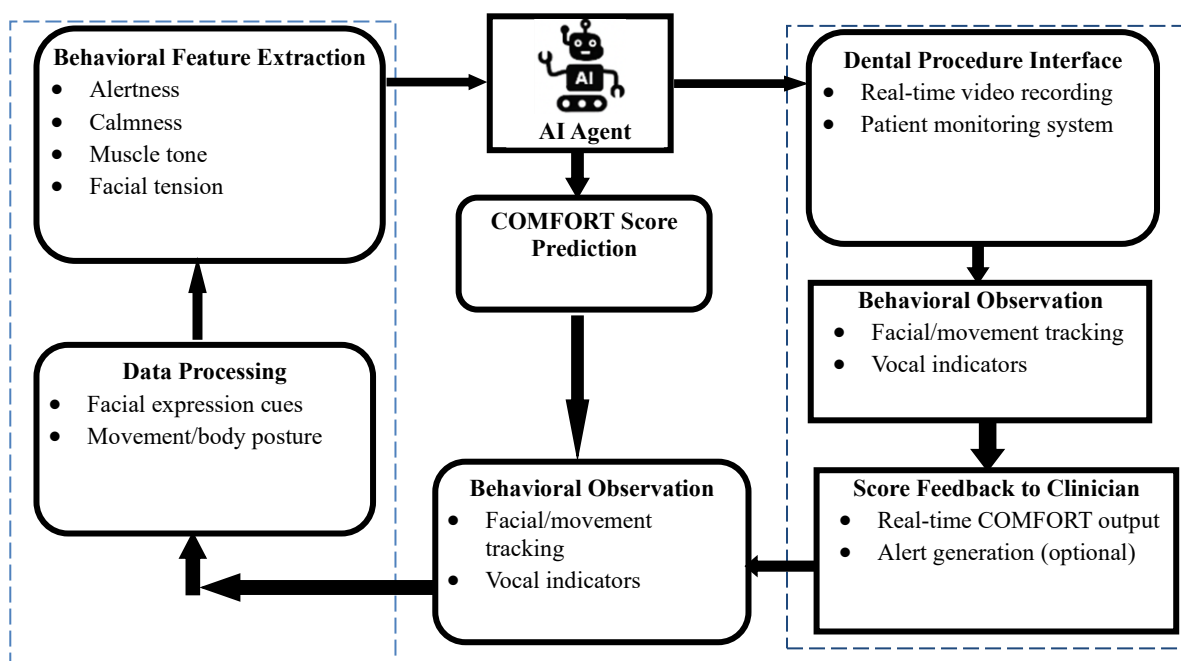 Behavioral Feature Extraction
• Alertness
• Calmness
• Muscle tone
• Facial tension
AI
AI Agent
Dental Procedure Interface
• Real-time video recording
• Patient monitoring system
COMFORT Score
Prediction
Behavioral Observation
• Facial/movement tracking
• Vocal indicators
Data Processing
• Facial expression cues
• Movement/body posture
Behavioral Observation
• Facial/movement
tracking
• Vocal indicators
Score Feedback to Clinician
• Real-time COMFORT output
• Alert generation (optional)